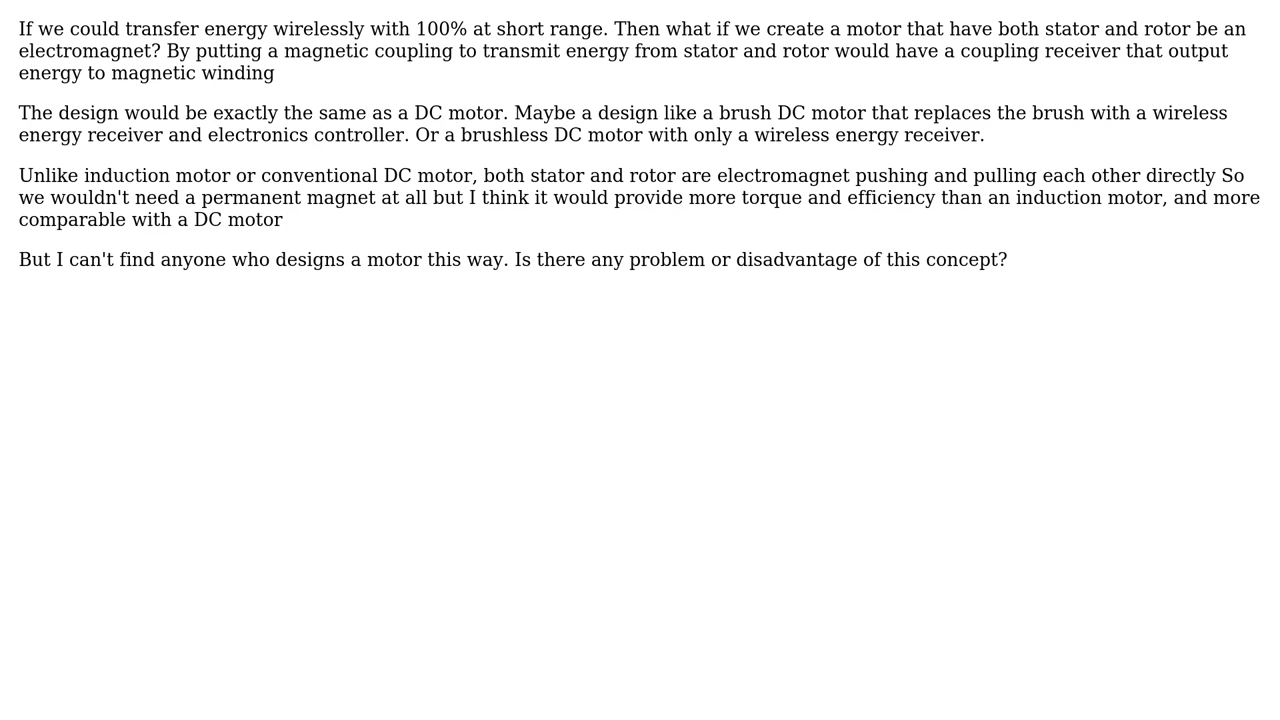 If we could transfer energy wirelessly with 100% at short range. Then what if we create a motor that have both stator and rotor be an
electromagnet? By putting a magnetic coupling to transmit energy from stator and rotor would have a coupling receiver that output
energy to magnetic winding
The design would be exactly the same as a DC motor. Maybe a design like a brush DC motor that replaces the brush with a wireless
energy receiver and electronics controller. Or a brushless DC motor with only a wireless energy receiver.
Unlike induction motor or conventional DC motor, both stator and rotor are electromagnet pushing and pulling each other directly So
we wouldn't need a permanent magnet at all but I think it would provide more torque and efficiency than an induction motor, and more
comparable with a DC motor
But I can't find anyone who designs a motor this way. Is there any problem or disadvantage of this concept?